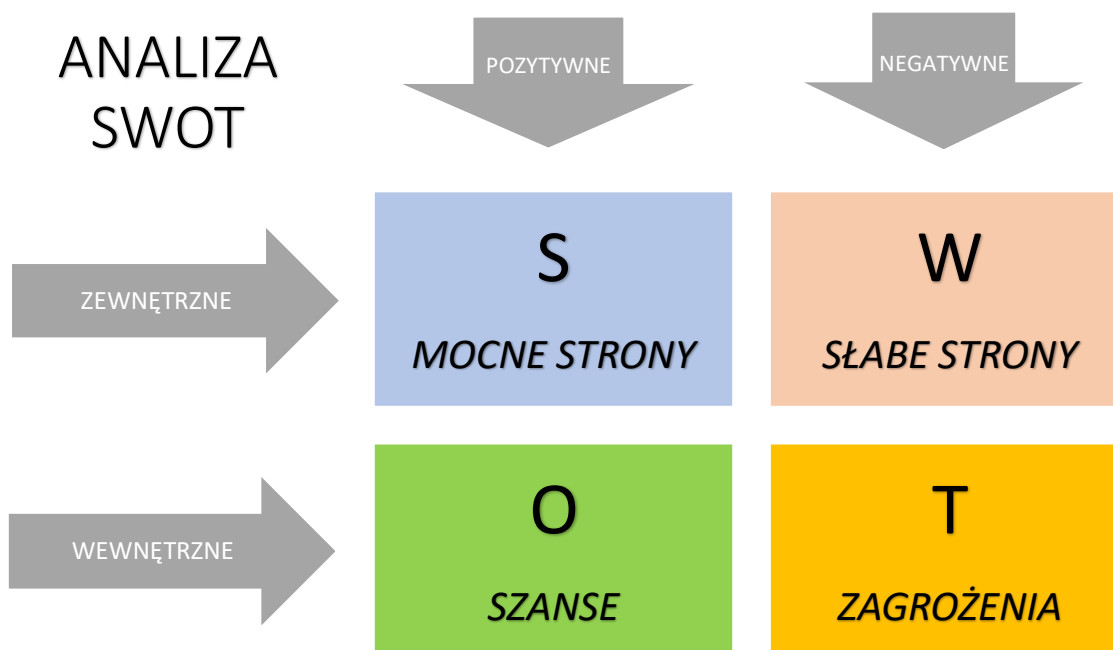 ANALIZA
SWOT
POZYTYWNE
NEGATYWNE
ZEWNĘTRZNE
S
MOCNE STRONY
W
SŁABE STRONY
WEWNĘTRZNE
O
SZANSE
T
ZAGROŻENIA